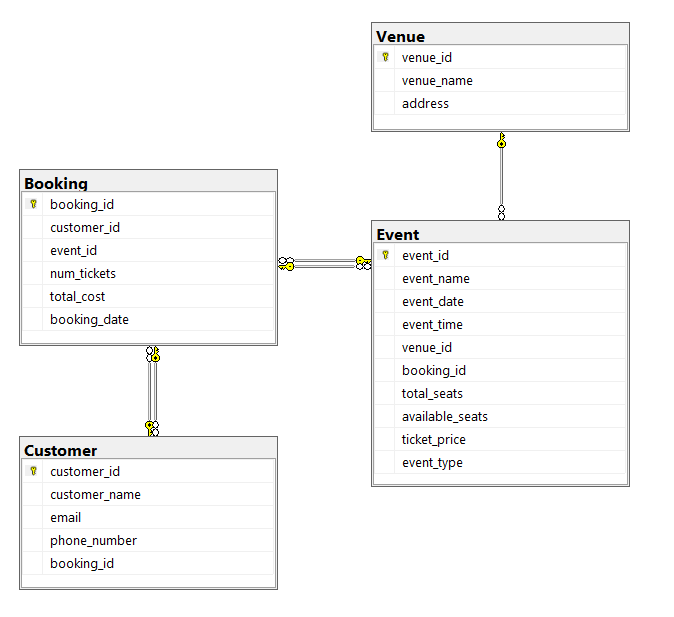 Venue
venue_id
venue_name
address
Booking
booking_id
customer_id
event_id
num_tickets
total_cost
booking_date
Event
event_id
event_name
event_date
event_time
venue_id
booking_id
total_seats
available_seats
ticket_price
event_type
Customer
customer_id
customer_name
email
phone_number
booking_id